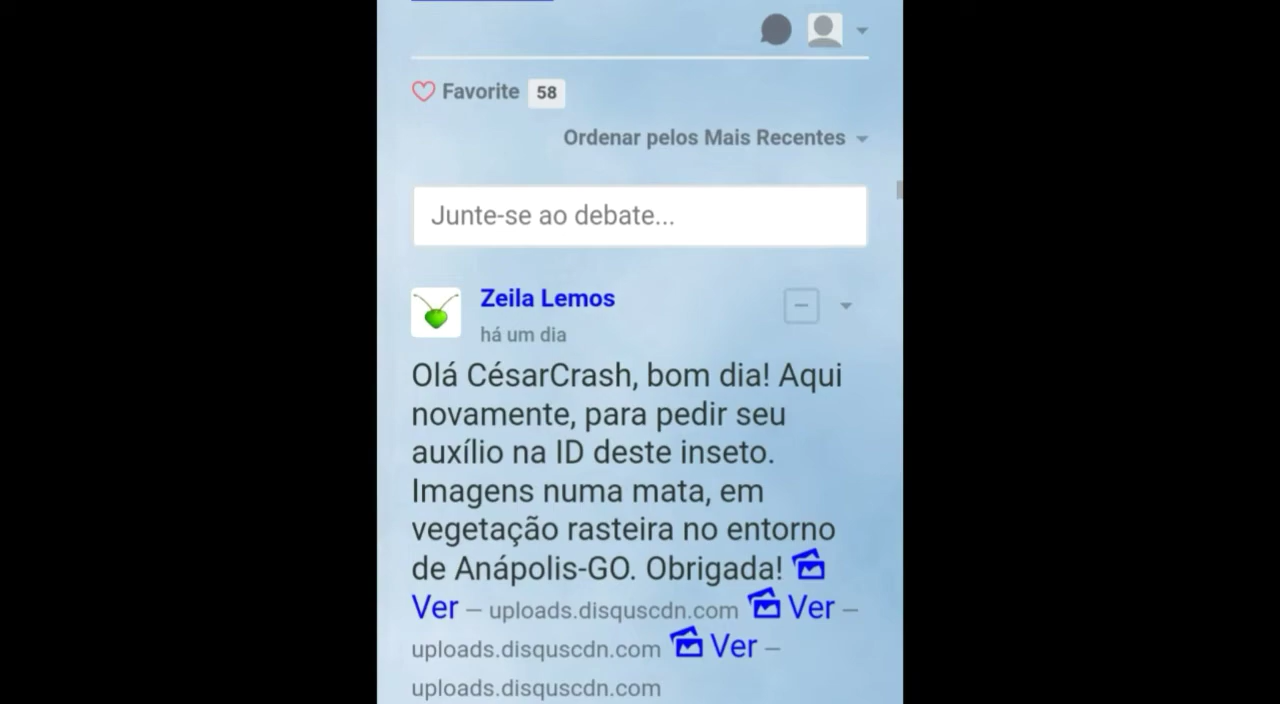 Favorite 58
Ordenar pelos Mais Recentes
Junte-se ao debate...
Zeila Lemos
há um dia
Olá CésarCrash, bom dia! Aqui
novamente, para pedir seu
auxílio na ID deste inseto.
Imagens numa mata, em
vegetação rasteira no entorno
de Anápolis-GO. Obrigada!
Ver – uploads.disquscdn.com Ver –
uploads.disquscdn.com Ver –
uploads.disquscdn.com